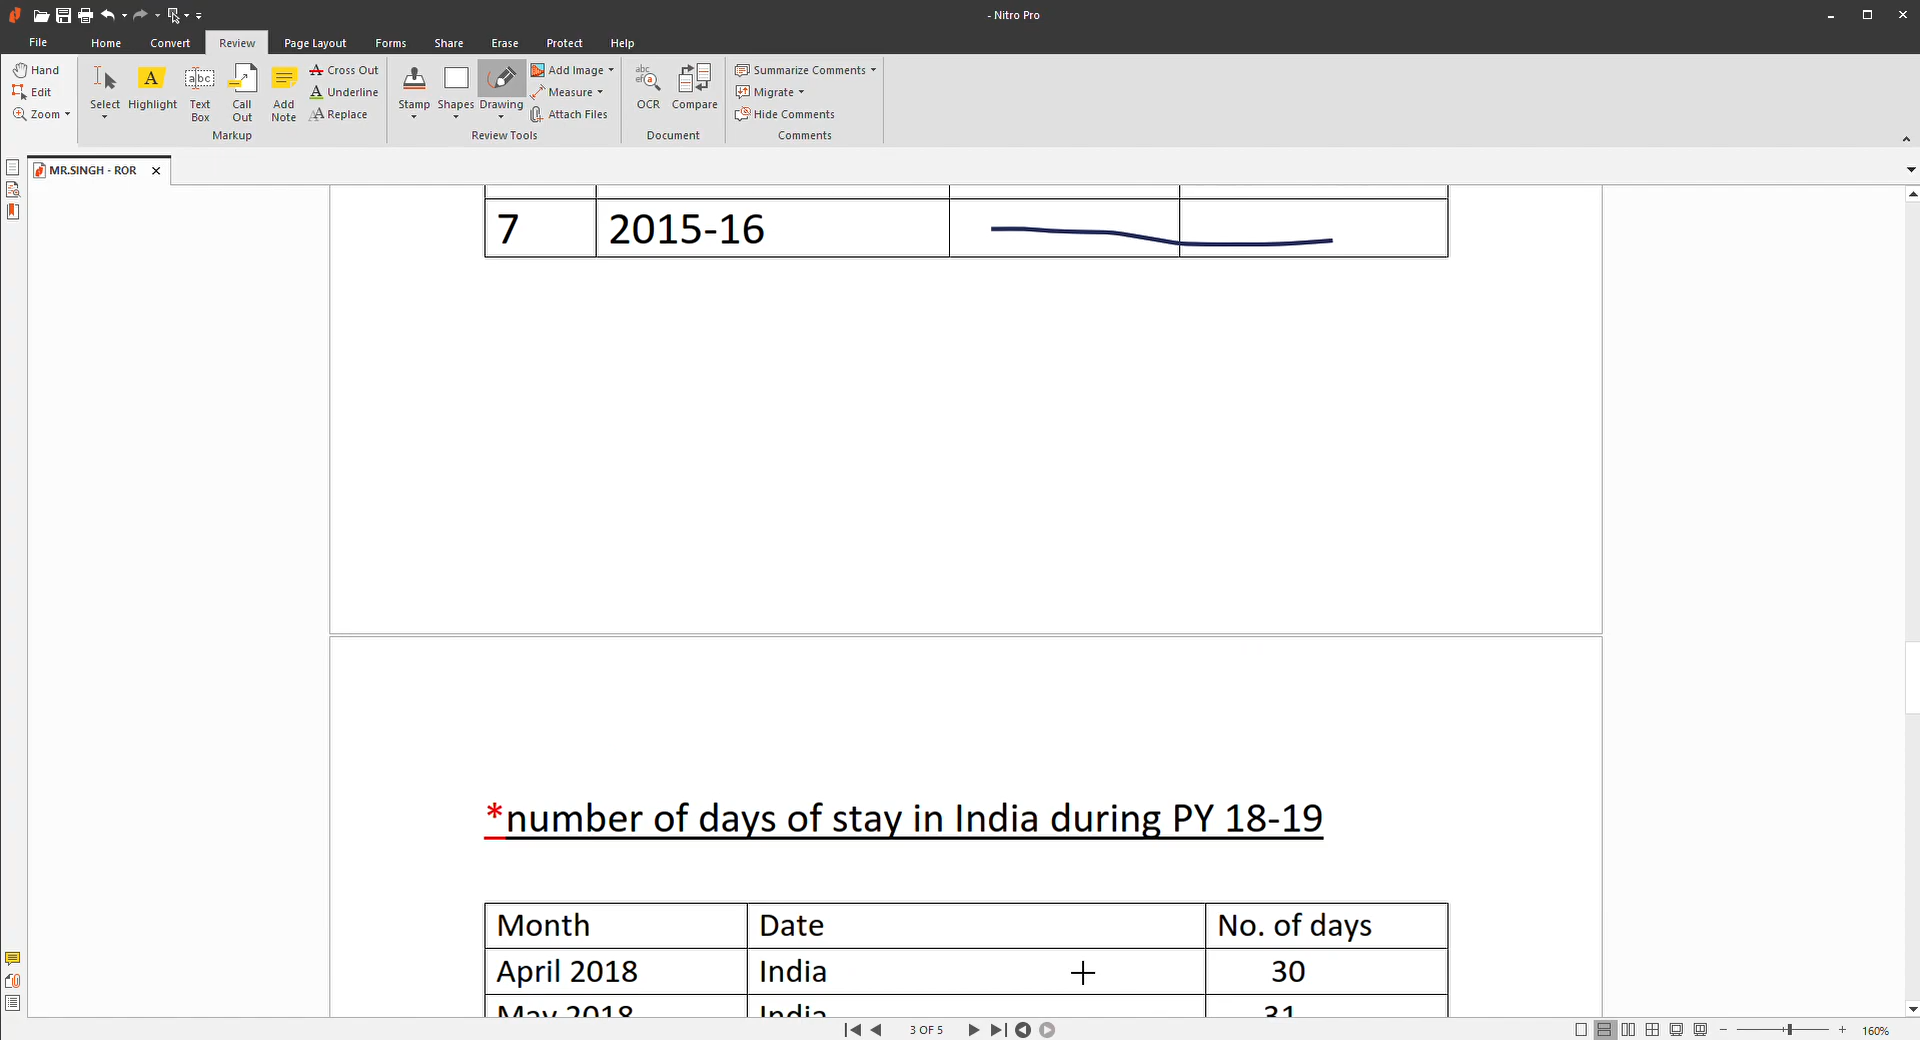 - Nitro Pro
File Home Convert Review Page Layout Forms Share Erase Protect Help
Hand
Edit
Zoom
Select
Highlight
Text Box
Call Out
Add Note
Cross Out
Underline
Replace
Markup
Stamp
Shapes
Drawing
Add Image
Measure
Attach Files
Review Tools
OCR
Compare
Document
Summarize Comments
Migrate
Hide Comments
Comments
MR.SINGH - ROR
7 2015-16
*number of days of stay in India during PY 18-19
Month Date No. of days
April 2018 India 30
May 2018 India 31
3 OF 5
160%